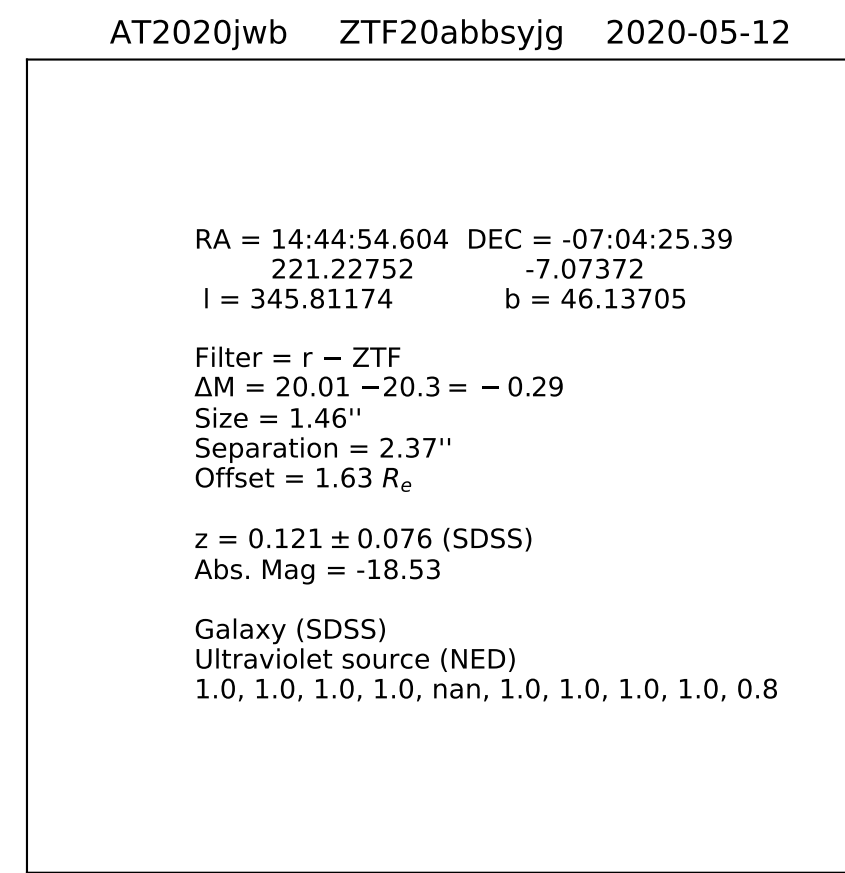 AT2020jwb ZTF20abbsyjg 2020-05-12
RA = 14:44:54.604 DEC = -07:04:25.39
221.22752 -7.07372
l = 345.81174 b = 46.13705
Filter = r − ZTF
ΔM = 20.01 −20.3 = − 0.29
Size = 1.46''
Separation = 2.37''
Offset = 1.63 Re
z = 0.121 ± 0.076 (SDSS)
Abs. Mag = -18.53
Galaxy (SDSS)
Ultraviolet source (NED)
1.0, 1.0, 1.0, 1.0, nan, 1.0, 1.0, 1.0, 1.0, 0.8